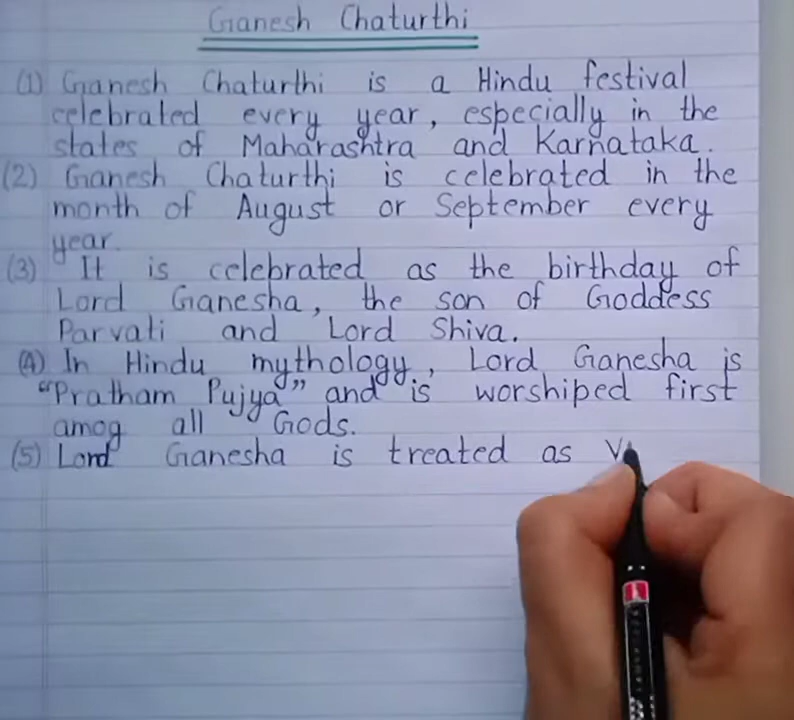 Ganesh Chaturthi
(1) Ganesh Chaturthi is a Hindu festival
celebrated every year, especially in the
states of Maharashtra and Karnataka.
(2) Ganesh Chaturthi is celebrated in the
month of August or September every
year.
(3) It is celebrated as the birthday of
Lord Ganesha, the son of Goddess
Parvati and Lord Shiva.
(4) In Hindu mythology, Lord Ganesha is
"Pratham Pujya" and is worshiped first
amog all Gods.
(5) Lord Ganesha is treated as